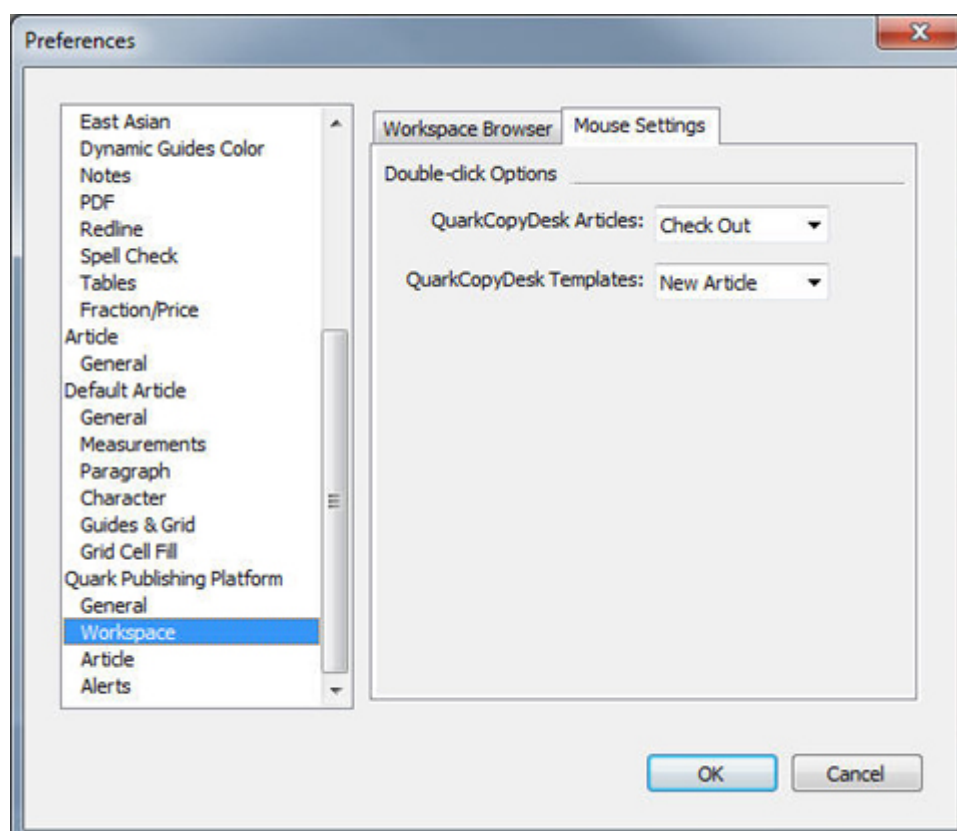 Preferences
East Asian
Dynamic Guides Color
Notes
PDF
Redline
Spell Check
Tables
Fraction/Price
Article
General
Default Article
General
Measurements
Paragraph
Character
Guides & Grid
Grid Cell Fill
Quark Publishing Platform
General
Workspace
Article
Alerts
Workspace Browser
Mouse Settings
Double-click Options
QuarkCopyDesk Articles: Check Out
QuarkCopyDesk Templates: New Article
OK
Cancel